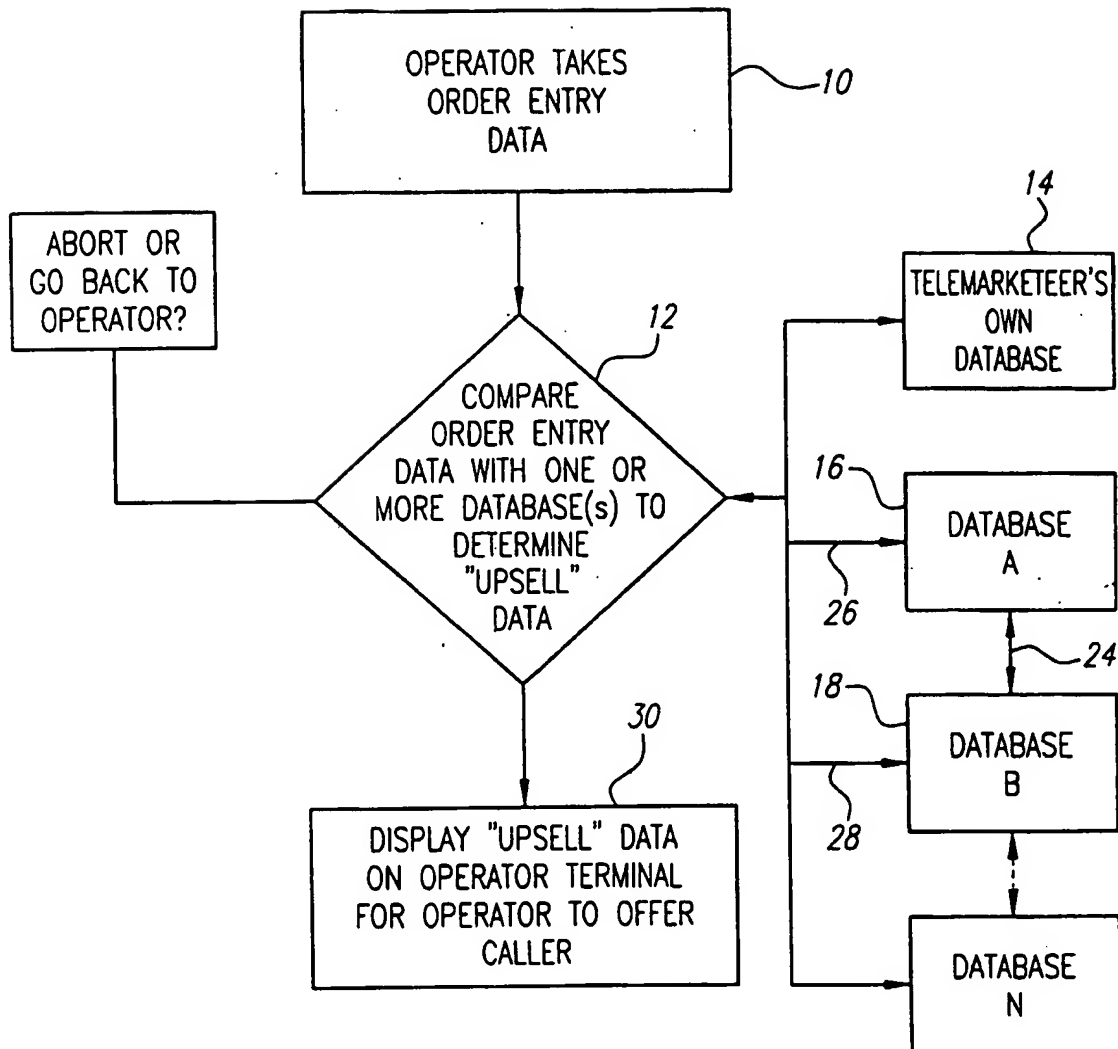 OPERATOR TAKES
ORDER ENTRY
DATA
10
ABORT OR
GO BACK TO
OPERATOR?
12
COMPARE
ORDER ENTRY
DATA WITH ONE OR
MORE DATABASE(s) TO
DETERMINE
"UPSELL"
DATA
14
TELEMARKETEER'S
OWN
DATABASE
16
DATABASE
A
26
24
18
DATABASE
B
28
30
DISPLAY "UPSELL" DATA
ON OPERATOR TERMINAL
FOR OPERATOR TO OFFER
CALLER
DATABASE
N